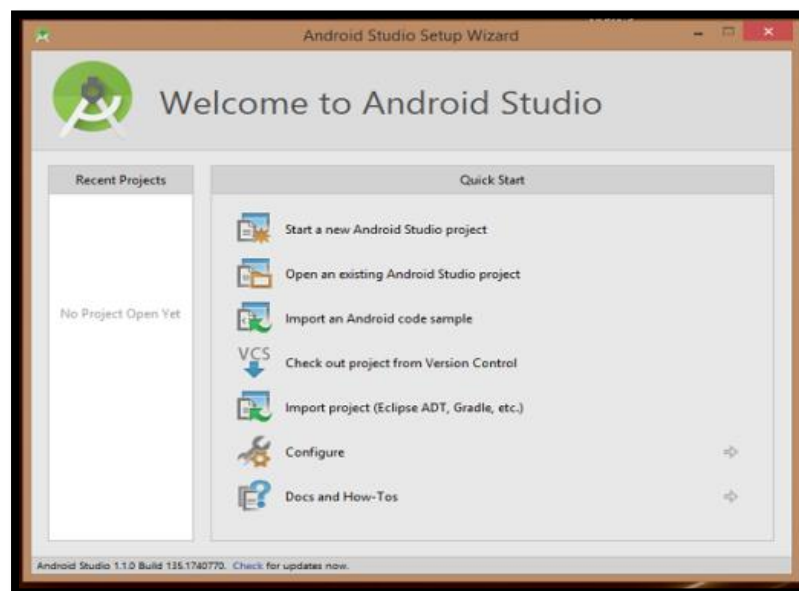 Android Studio Setup Wizard
Welcome to Android Studio
Recent Projects
No Project Open Yet
Quick Start
Start a new Android Studio project
Open an existing Android Studio project
Import an Android code sample
VCS
Check out project from Version Control
Import project (Eclipse ADT, Gradle, etc.)
Configure
Docs and How-Tos
Android Studio 1.1.0 Build 135.1740770. Check for updates now.